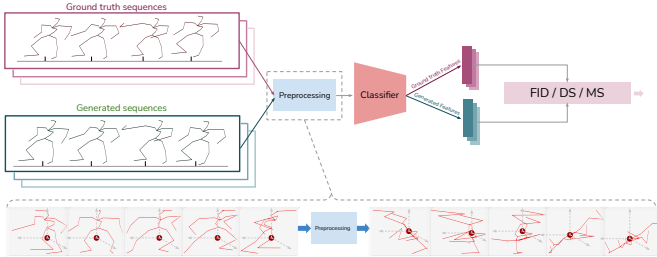 Ground truth sequences
Generated sequences
Preprocessing
Classifier
Ground truth Features
Generated Features
FID / DS / MS
Preprocessing